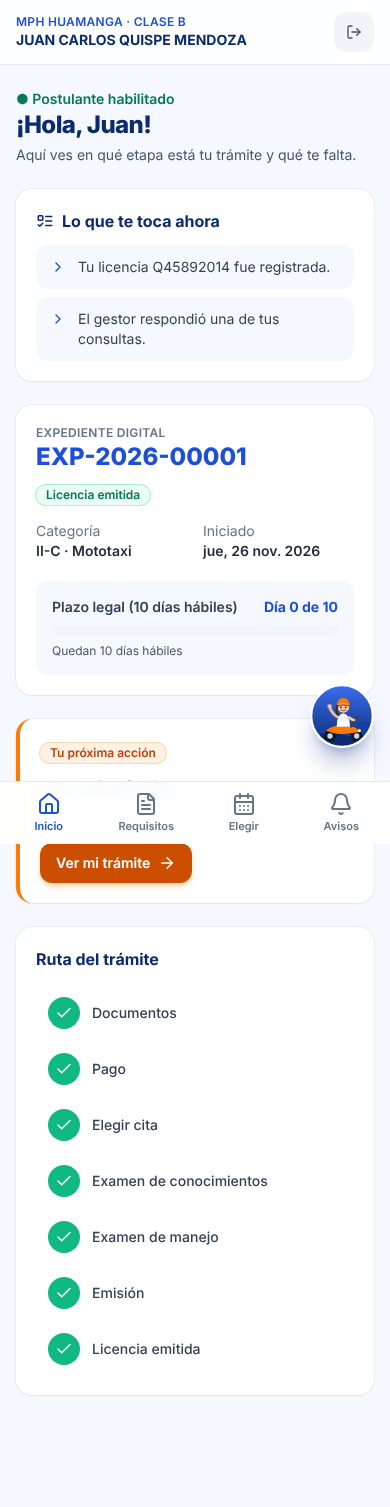 MPH HUAMANGA · CLASE B
JUAN CARLOS QUISPE MENDOZA
Postulante habilitado
¡Hola, Juan!
Aquí ves en qué etapa está tu trámite y qué te falta.
Lo que te toca ahora
Tu licencia Q45892014 fue registrada.
El gestor respondió una de tus
consultas.
EXPEDIENTE DIGITAL
EXP-2026-00001
Licencia emitida
Categoría
Iniciado
II-C · Mototaxi
jue, 26 nov. 2026
Plazo legal (10 días hábiles)
Día 0 de 10
Quedan 10 días hábiles
Tu próxima acción
Inicio
Requisitos
Elegir
Avisos
Ver mi trámite
Ruta del trámite
Documentos
Pago
Elegir cita
Examen de conocimientos
Examen de manejo
Emisión
Licencia emitida